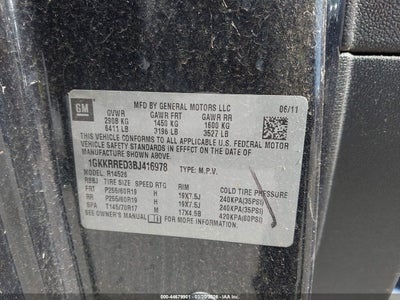 GM
MFD BY GENERAL MOTORS LLC
06/11
GVWR GAWR FRT GAWR RR
2908 KG 1450 KG 1600 KG
6411 LB 3196 LB 3527 LB
THIS VEHICLE CONFORMS TO ALL APPLICABLE U.S. FEDERAL MOTOR
VEHICLE SAFETY AND THEFT PREVENTION STANDARDS IN EFFECT ON THE
DATE OF MANUFACTURE SHOWN ABOVE.
1GKKRRED3BJ416978 TYPE: M.P.V.
MODEL: R14526
TIRE SIZE SPEED RTG RIM COLD TIRE PRESSURE
FRT P255/60R19 H 19X7.5J 240KPA(35PSI)
RR P255/60R19 H 19X7.5J 240KPA(35PSI)
SPA T145/70R17 M 17X4.5B 420KPA(60PSI)
SEE OWNER'S MANUAL FOR ADDITIONAL INFORMATION.